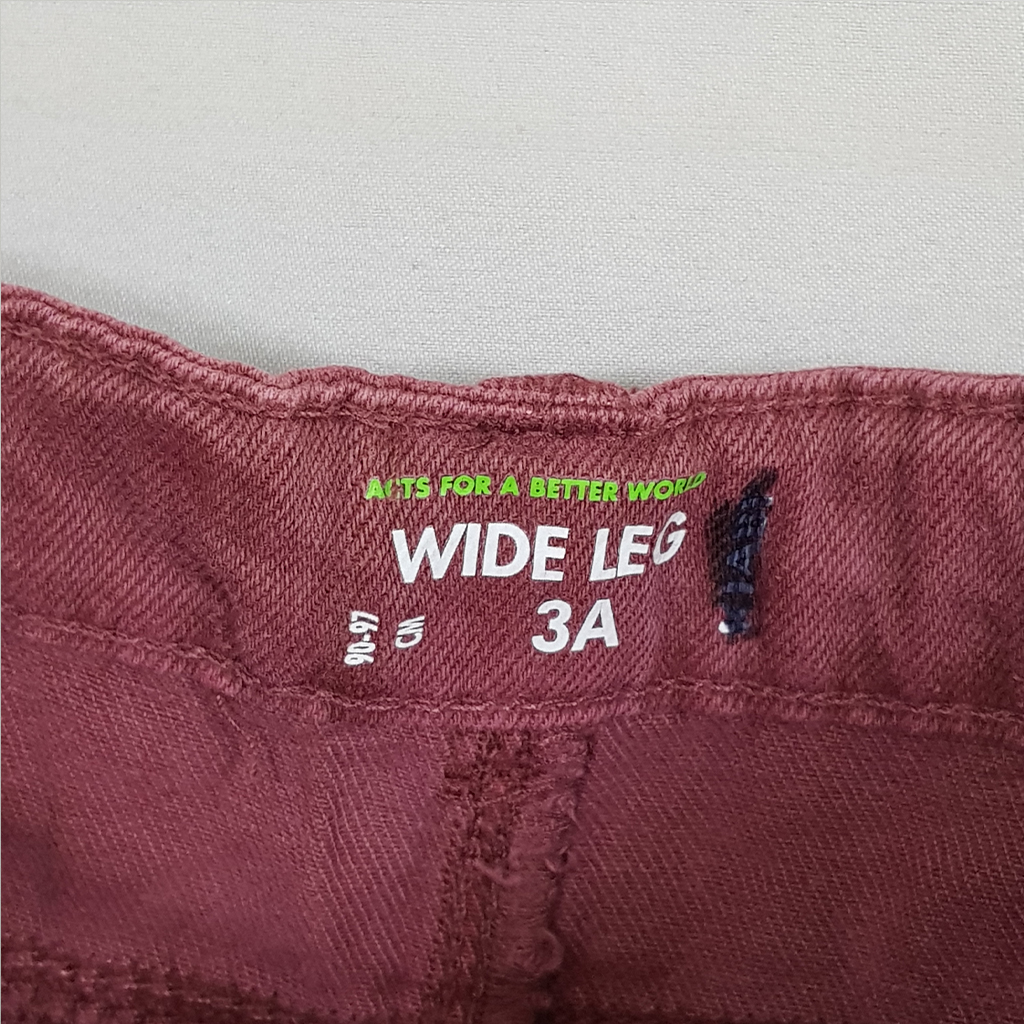 ACTS FOR A BETTER WORLD
WIDE LEG
3A
90-97
CM